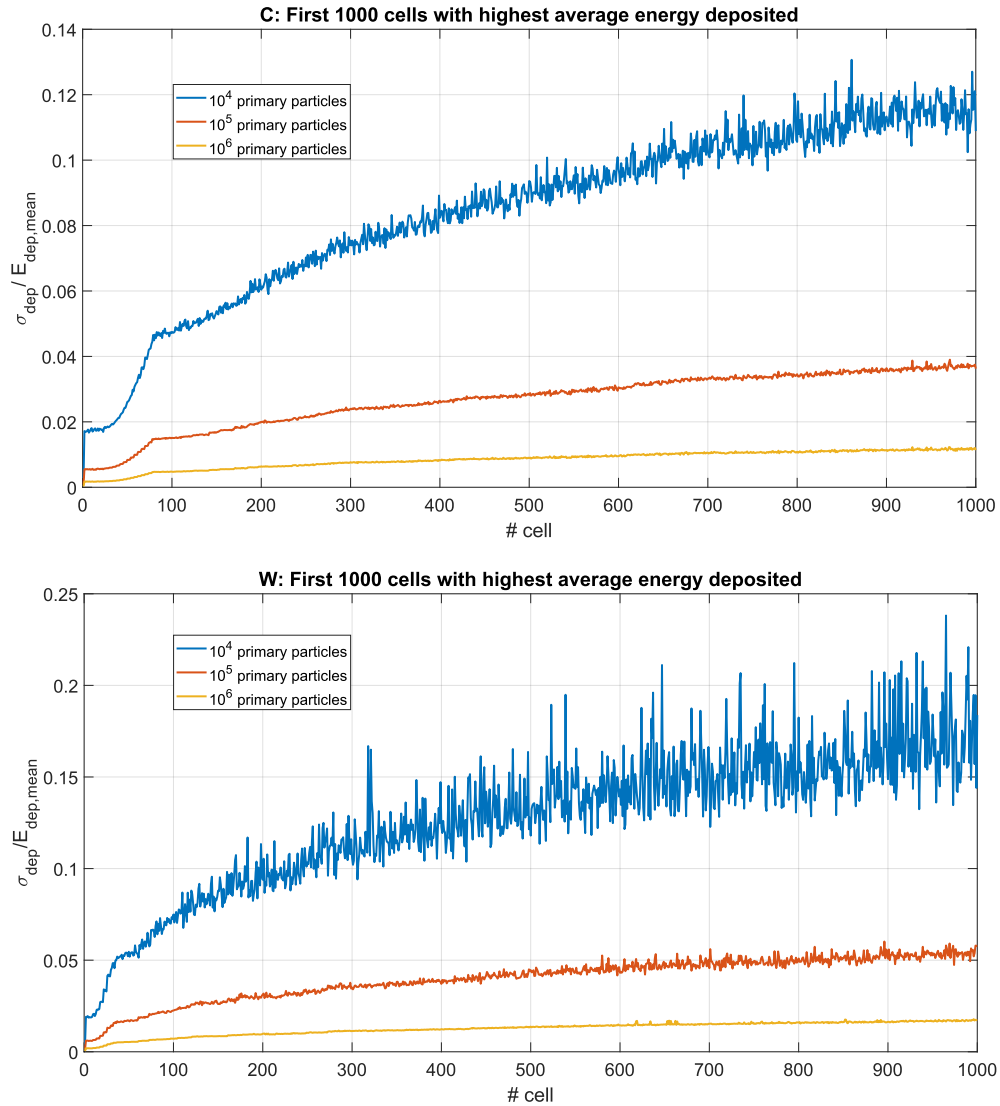 C: First 1000 cells with highest average energy deposited
0.14
0.12
0.1
0.08
0.06
0.04
0.02
0
σdep/ Edep,mean
10^4 primary particles
10^5 primary particles
10^6 primary particles
0 100 200 300 400 500 600 700 800 900 1000
# cell
W: First 1000 cells with highest average energy deposited
0.25
0.2
0.15
0.1
0.05
0
σdep/Edep,mean
10^4 primary particles
10^5 primary particles
10^6 primary particles
0 100 200 300 400 500 600 700 800 900 1000
# cell